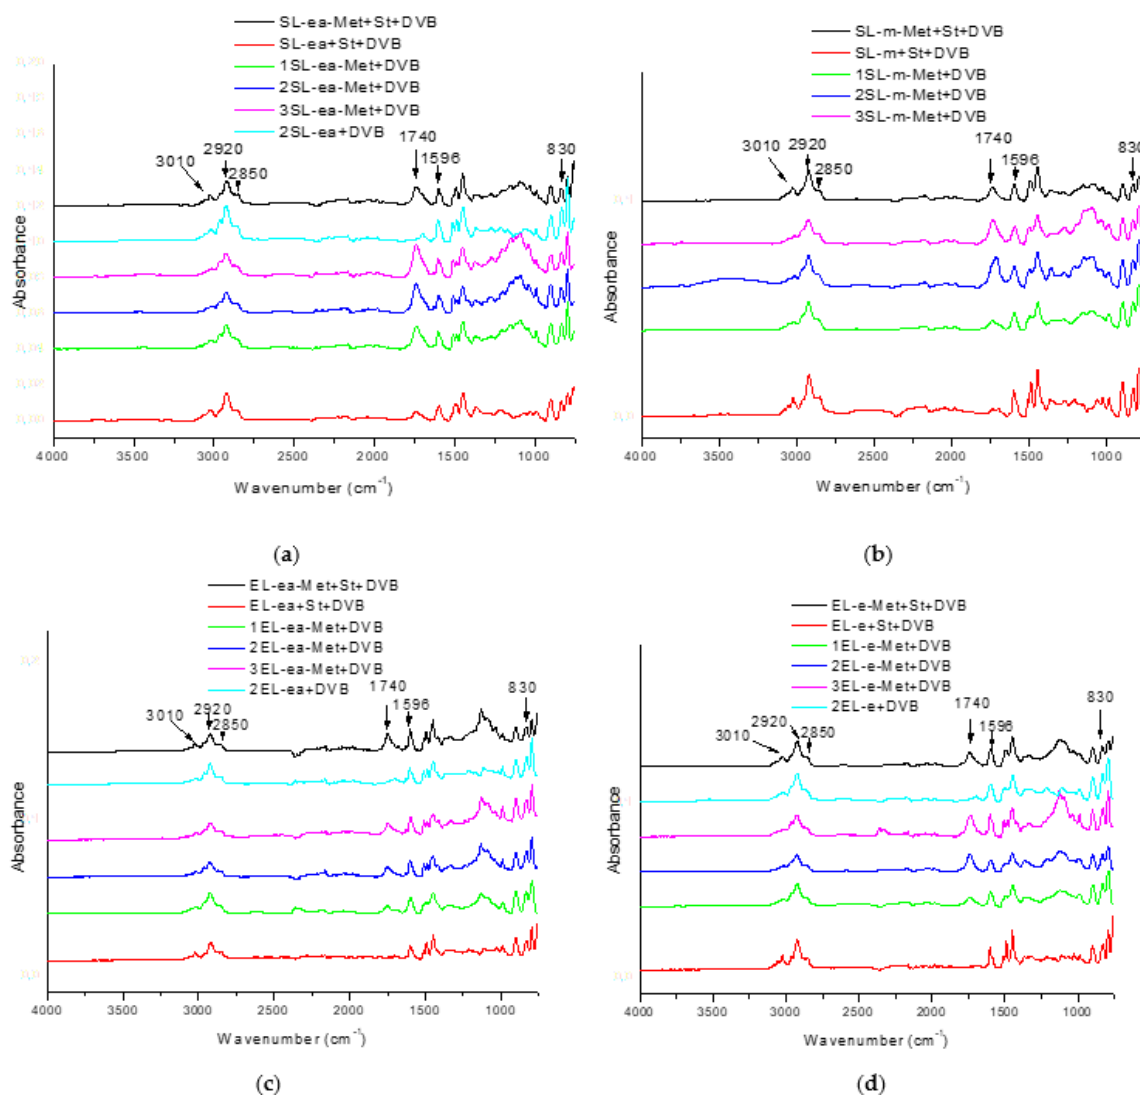 SL-ea-Met+St+DVB
SL-ea+St+DVB
1SL-ea-Met+DVB
2SL-ea-Met+DVB
3SL-ea-Met+DVB
2SL-ea+DVB
3010
2920
2850
1740
1596
830
Absorbance
4000 3500 3000 2500 2000 1500 1000
Wavenumber (cm⁻¹)
(a)
SL-m-Met+St+DVB
SL-m+St+DVB
1SL-m-Met+DVB
2SL-m-Met+DVB
3SL-m-Met+DVB
3010
2920
2850
1740
1596
830
Absorbance
4000 3500 3000 2500 2000 1500 1000
Wavenumber (cm⁻¹)
(b)
EL-ea-Met+St+DVB
EL-ea+St+DVB
1EL-ea-Met+DVB
2EL-ea-Met+DVB
3EL-ea-Met+DVB
2EL-ea+DVB
3010
2920
2850
1740
1596
830
Absorbance
4000 3500 3000 2500 2000 1500 1000
Wavenumber (cm⁻¹)
(c)
EL-e-Met+St+DVB
EL-e+St+DVB
1EL-e-Met+DVB
2EL-e-Met+DVB
3EL-e-Met+DVB
2EL-e+DVB
3010
2920
2850
1740
1596
830
Absorbance
4000 3500 3000 2500 2000 1500 1000
Wavenumber (cm⁻¹)
(d)